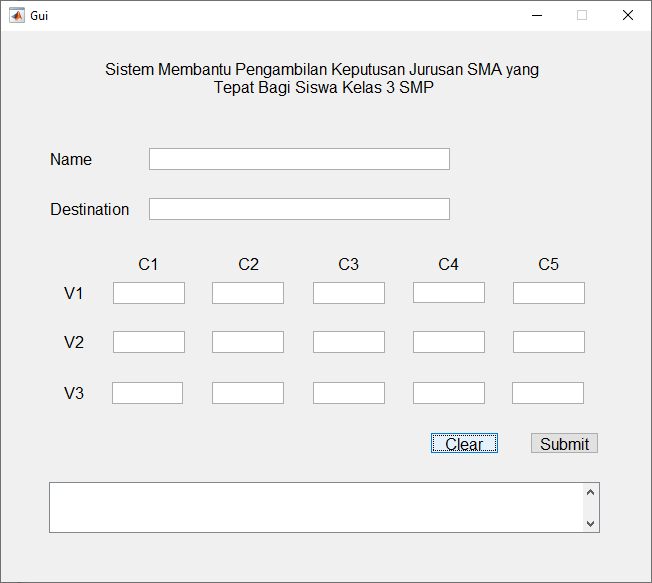 Gui
Sistem Membantu Pengambilan Keputusan Jurusan SMA yang
Tepat Bagi Siswa Kelas 3 SMP
Name
Destination
C1 C2 C3 C4 C5
V1
V2
V3
Clear Submit